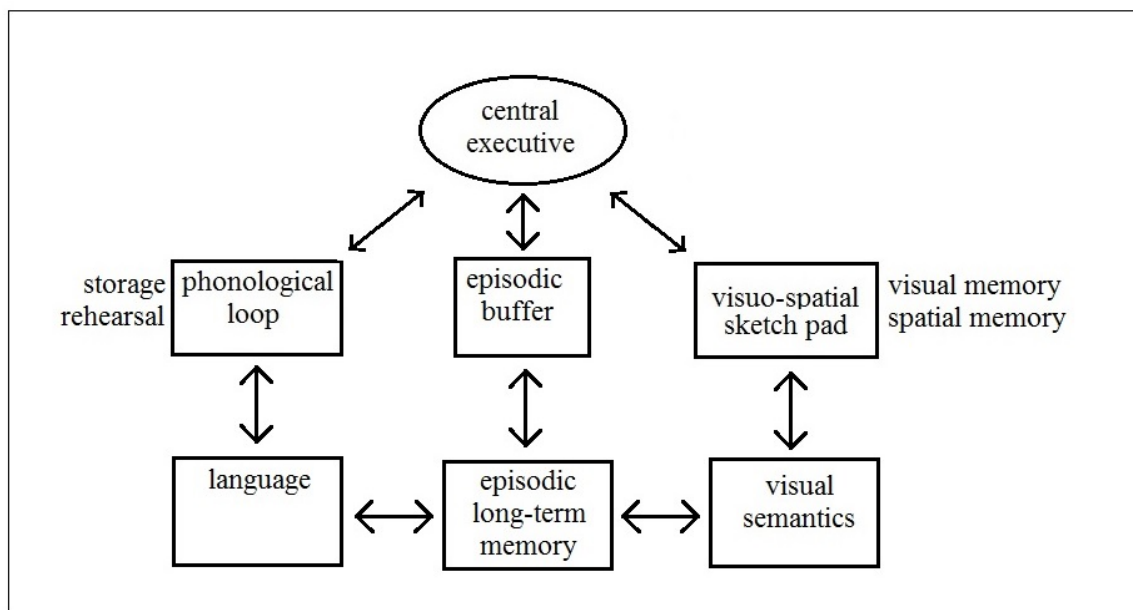 central
executive
storage
rehearsal
phonological
loop
episodic
buffer
visuo-spatial
sketch pad
visual memory
spatial memory
language
episodic
long-term
memory
visual
semantics